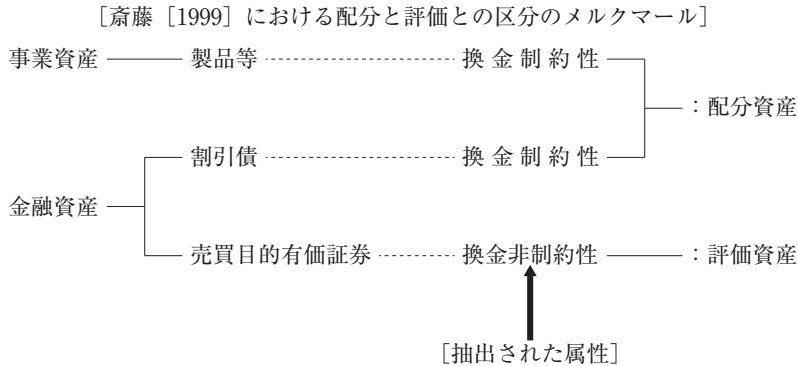 ［斎藤［1999］における配分と評価との区分のメルクマール］
事業資産 製品等 換金制約性
：配分資産
割引債 換金制約性
金融資産
売買目的有価証券 換金非制約性 ：評価資産
［抽出された属性］